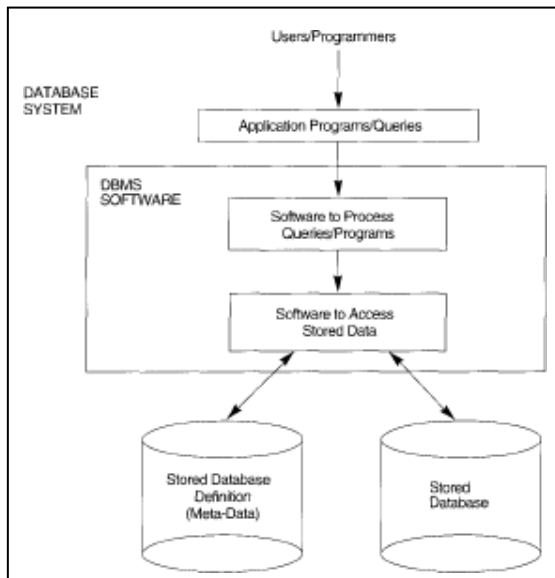 Users/Programmers
DATABASE
SYSTEM
Application Programs/Queries
DBMS
SOFTWARE
Software to Process
Queries/Programs
Software to Access
Stored Data
Stored Database
Definition
(Meta-Data)
Stored
Database